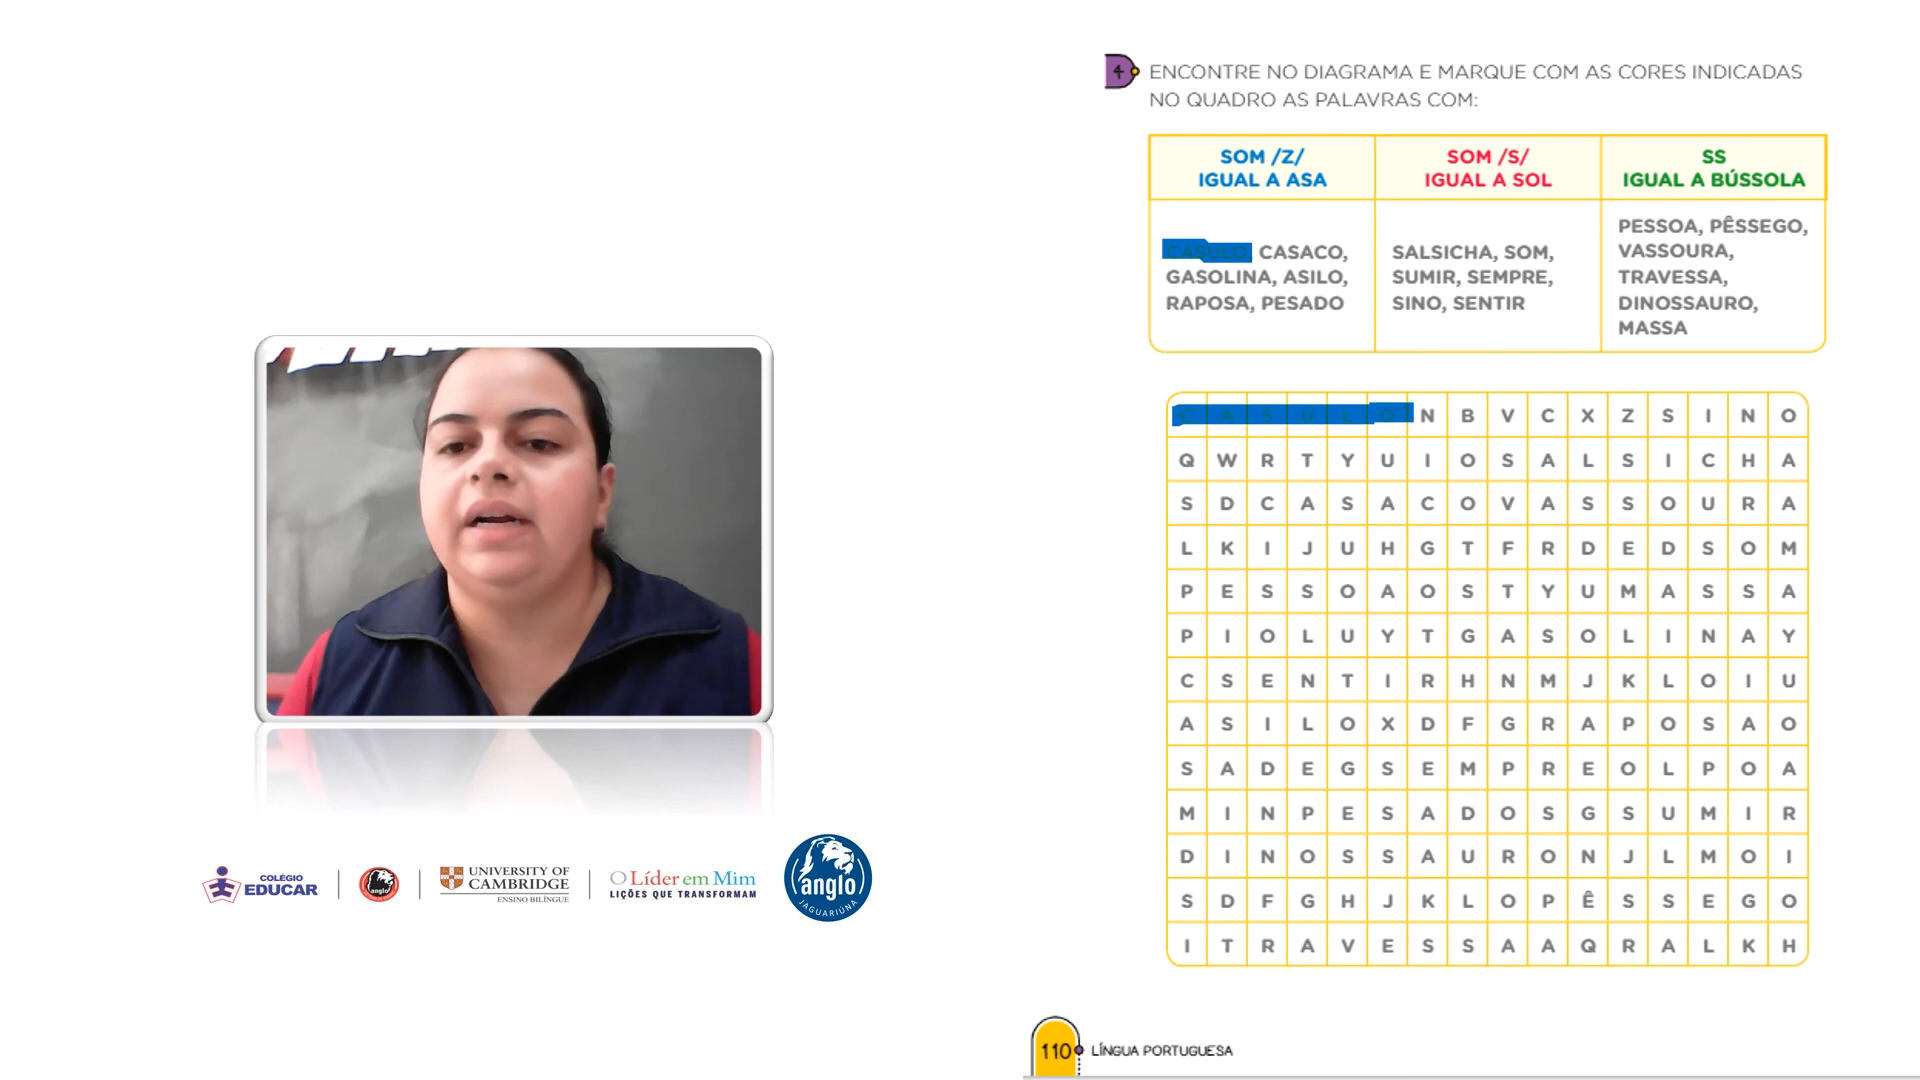 4 ENCONTRE NO DIAGRAMA E MARQUE COM AS CORES INDICADAS
NO QUADRO AS PALAVRAS COM:
SOM /Z/
IGUAL A ASA
SOM /S/
IGUAL A SOL
SS
IGUAL A BÚSSOLA
CASULO, CASACO,
GASOLINA, ASILO,
RAPOSA, PESADO
SALSICHA, SOM,
SUMIR, SEMPRE,
SINO, SENTIR
PESSOA, PÊSSEGO,
VASSOURA,
TRAVESSA,
DINOSSAURO,
MASSA
C A S U L O N B V C X Z S I N O
Q W R T Y U I O S A L S I C H A
S D C A S A C O V A S S O U R A
L K I J U H G T F R D E D S O M
P E S S O A O S T Y U M A S S A
P I O L U Y T G A S O L I N A Y
C S E N T I R H N M J K L O I U
A S I L O X D F G R A P O S A O
S A D E G S E M P R E O L P O A
M I N P E S A D O S G S U M I R
D I N O S S A U R O N J L M O I
S D F G H J K L O P Ê S S E G O
I T R A V E S S A A Q R A L K H
COLÉGIO
EDUCAR
anglo
UNIVERSITY OF
CAMBRIDGE
ENSINO BILÍNGUE
O Líder em Mim
LIÇÕES QUE TRANSFORMAM
anglo
JAGUARIÚNA
110 LÍNGUA PORTUGUESA